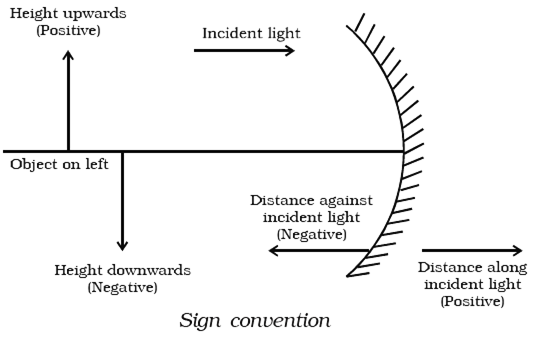 Height upwards
(Positive)
Incident light
Object on left
Distance against
incident light
(Negative)
Height downwards
(Negative)
Distance along
incident light
(Positive)
Sign convention